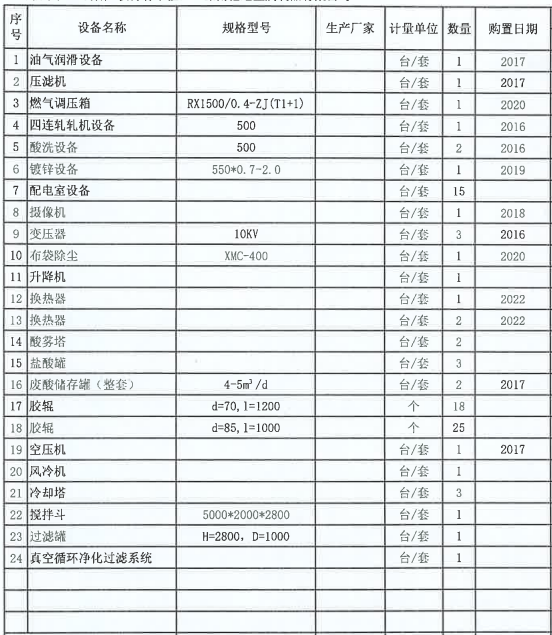 序号 设备名称 规格型号 生产厂家 计量单位 数量 购置日期
1 油气润滑设备 台/套 1 2017
2 压滤机 台/套 1 2017
3 燃气调压箱 RX1500/0.4-ZJ(T1+1) 台/套 1 2020
4 四连轧轧机设备 500 台/套 1 2016
5 酸洗设备 500 台/套 2 2016
6 镀锌设备 550*0.7-2.0 台/套 1 2019
7 配电室设备 台/套 15
8 摄像机 台/套 1 2018
9 变压器 10KV 台/套 3 2016
10 布袋除尘 XMC-400 台/套 1 2020
11 升降机 台/套 1
12 换热器 台/套 1 2022
13 换热器 台/套 2 2022
14 酸雾塔 台/套 2
15 盐酸罐 台/套 3
16 废酸储存罐（整套） 4-5m³/d 台/套 2 2017
17 胶辊 d=70,l=1200 个 18
18 胶辊 d=85,l=1000 个 25
19 空压机 台/套 1 2017
20 风冷机 台/套 1
21 冷却塔 台/套 3
22 搅拌斗 5000*2000*2800 台/套 1
23 过滤罐 H=2800，D=1000 台/套 1
24 真空循环净化过滤系统 台/套 1